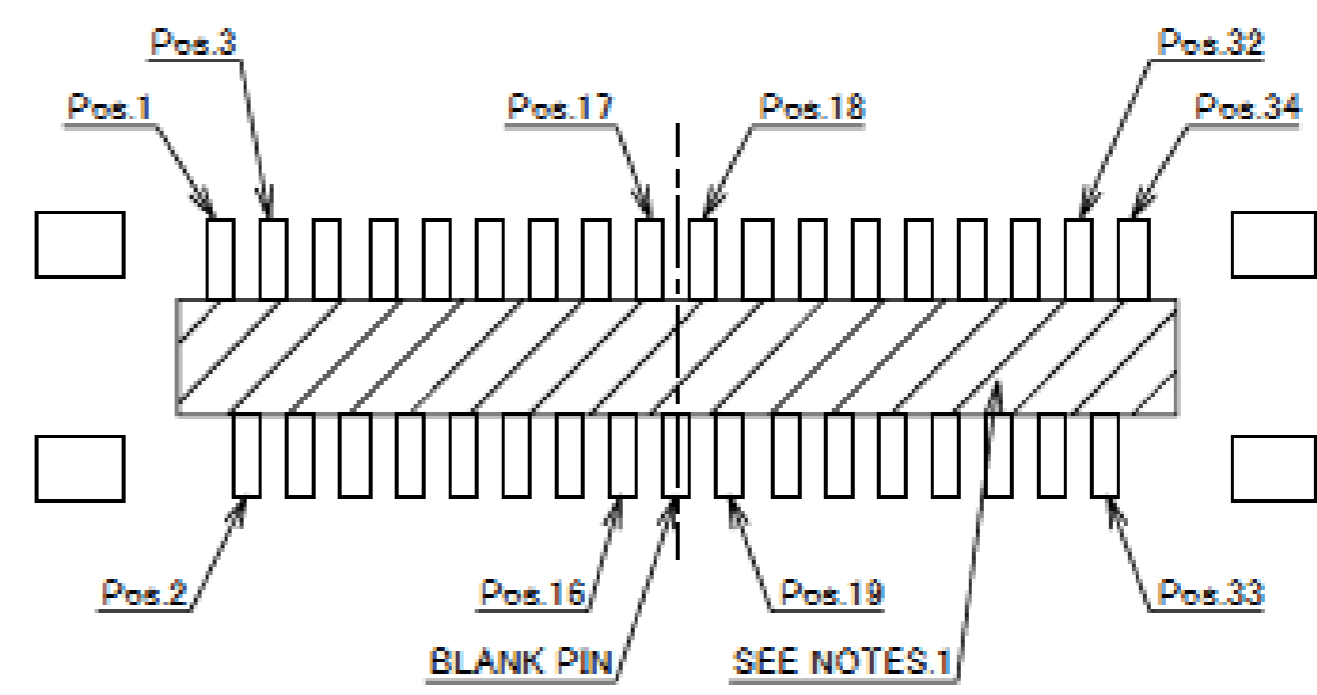 Pos.3
Pos.32
Pos.1
Pos.17
Pos.18
Pos.34
Pos.2
Pos.16
Pos.19
Pos.33
BLANK PIN
SEE NOTES.1